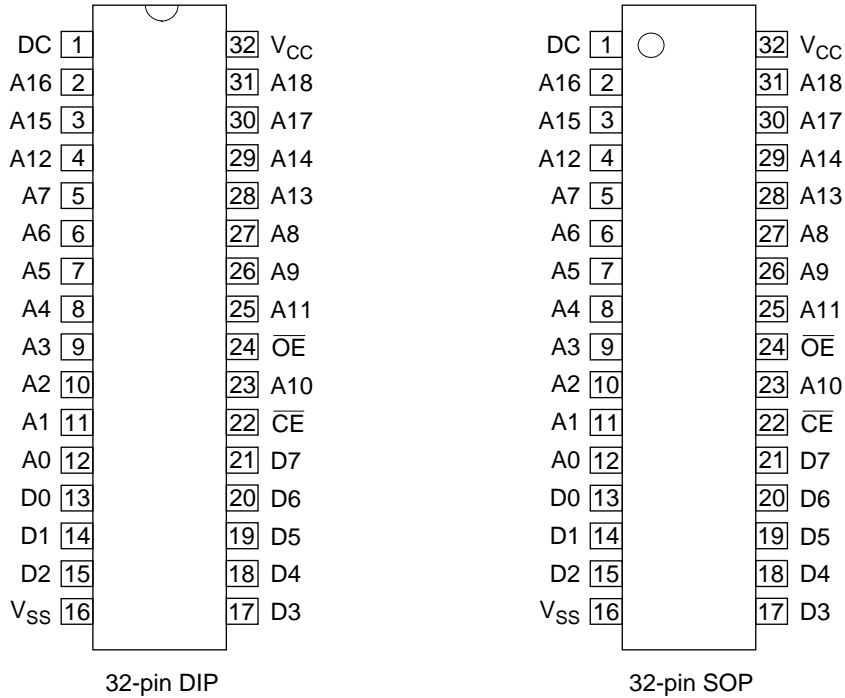 DC 1 32 VCC
A16 2 31 A18
A15 3 30 A17
A12 4 29 A14
A7 5 28 A13
A6 6 27 A8
A5 7 26 A9
A4 8 25 A11
A3 9 24 O̅E̅
A2 10 23 A10
A1 11 22 C̅E̅
A0 12 21 D7
D0 13 20 D6
D1 14 19 D5
D2 15 18 D4
VSS 16 17 D3
32-pin DIP
DC 1 32 VCC
A16 2 31 A18
A15 3 30 A17
A12 4 29 A14
A7 5 28 A13
A6 6 27 A8
A5 7 26 A9
A4 8 25 A11
A3 9 24 O̅E̅
A2 10 23 A10
A1 11 22 C̅E̅
A0 12 21 D7
D0 13 20 D6
D1 14 19 D5
D2 15 18 D4
VSS 16 17 D3
32-pin SOP